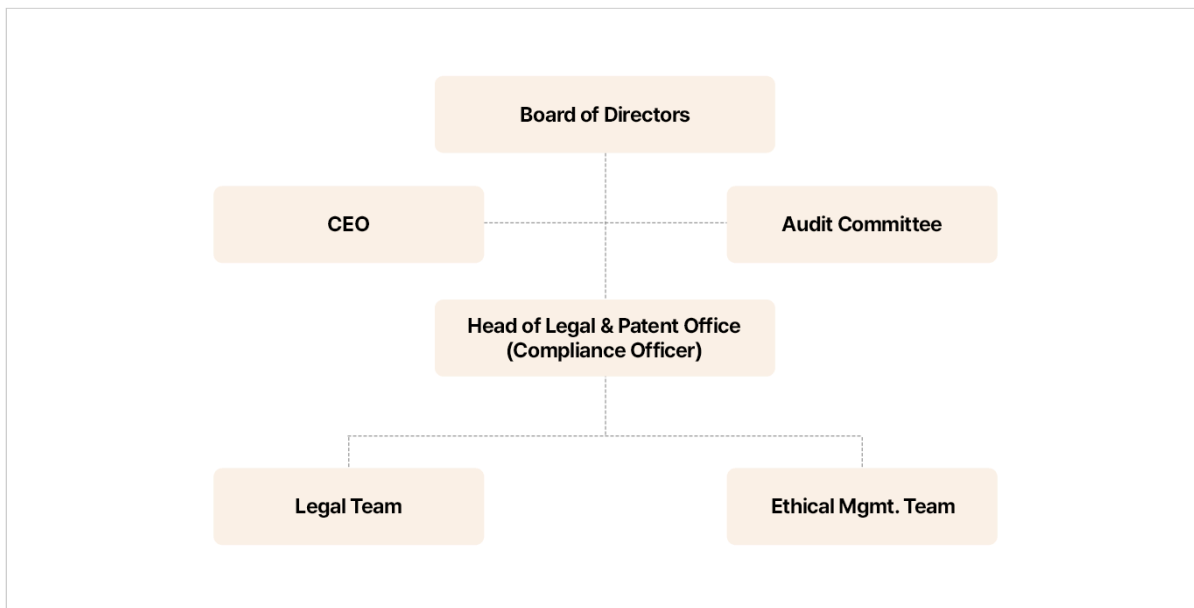 Board of Directors
CEO
Audit Committee
Head of Legal & Patent Office
(Compliance Officer)
Legal Team
Ethical Mgmt. Team